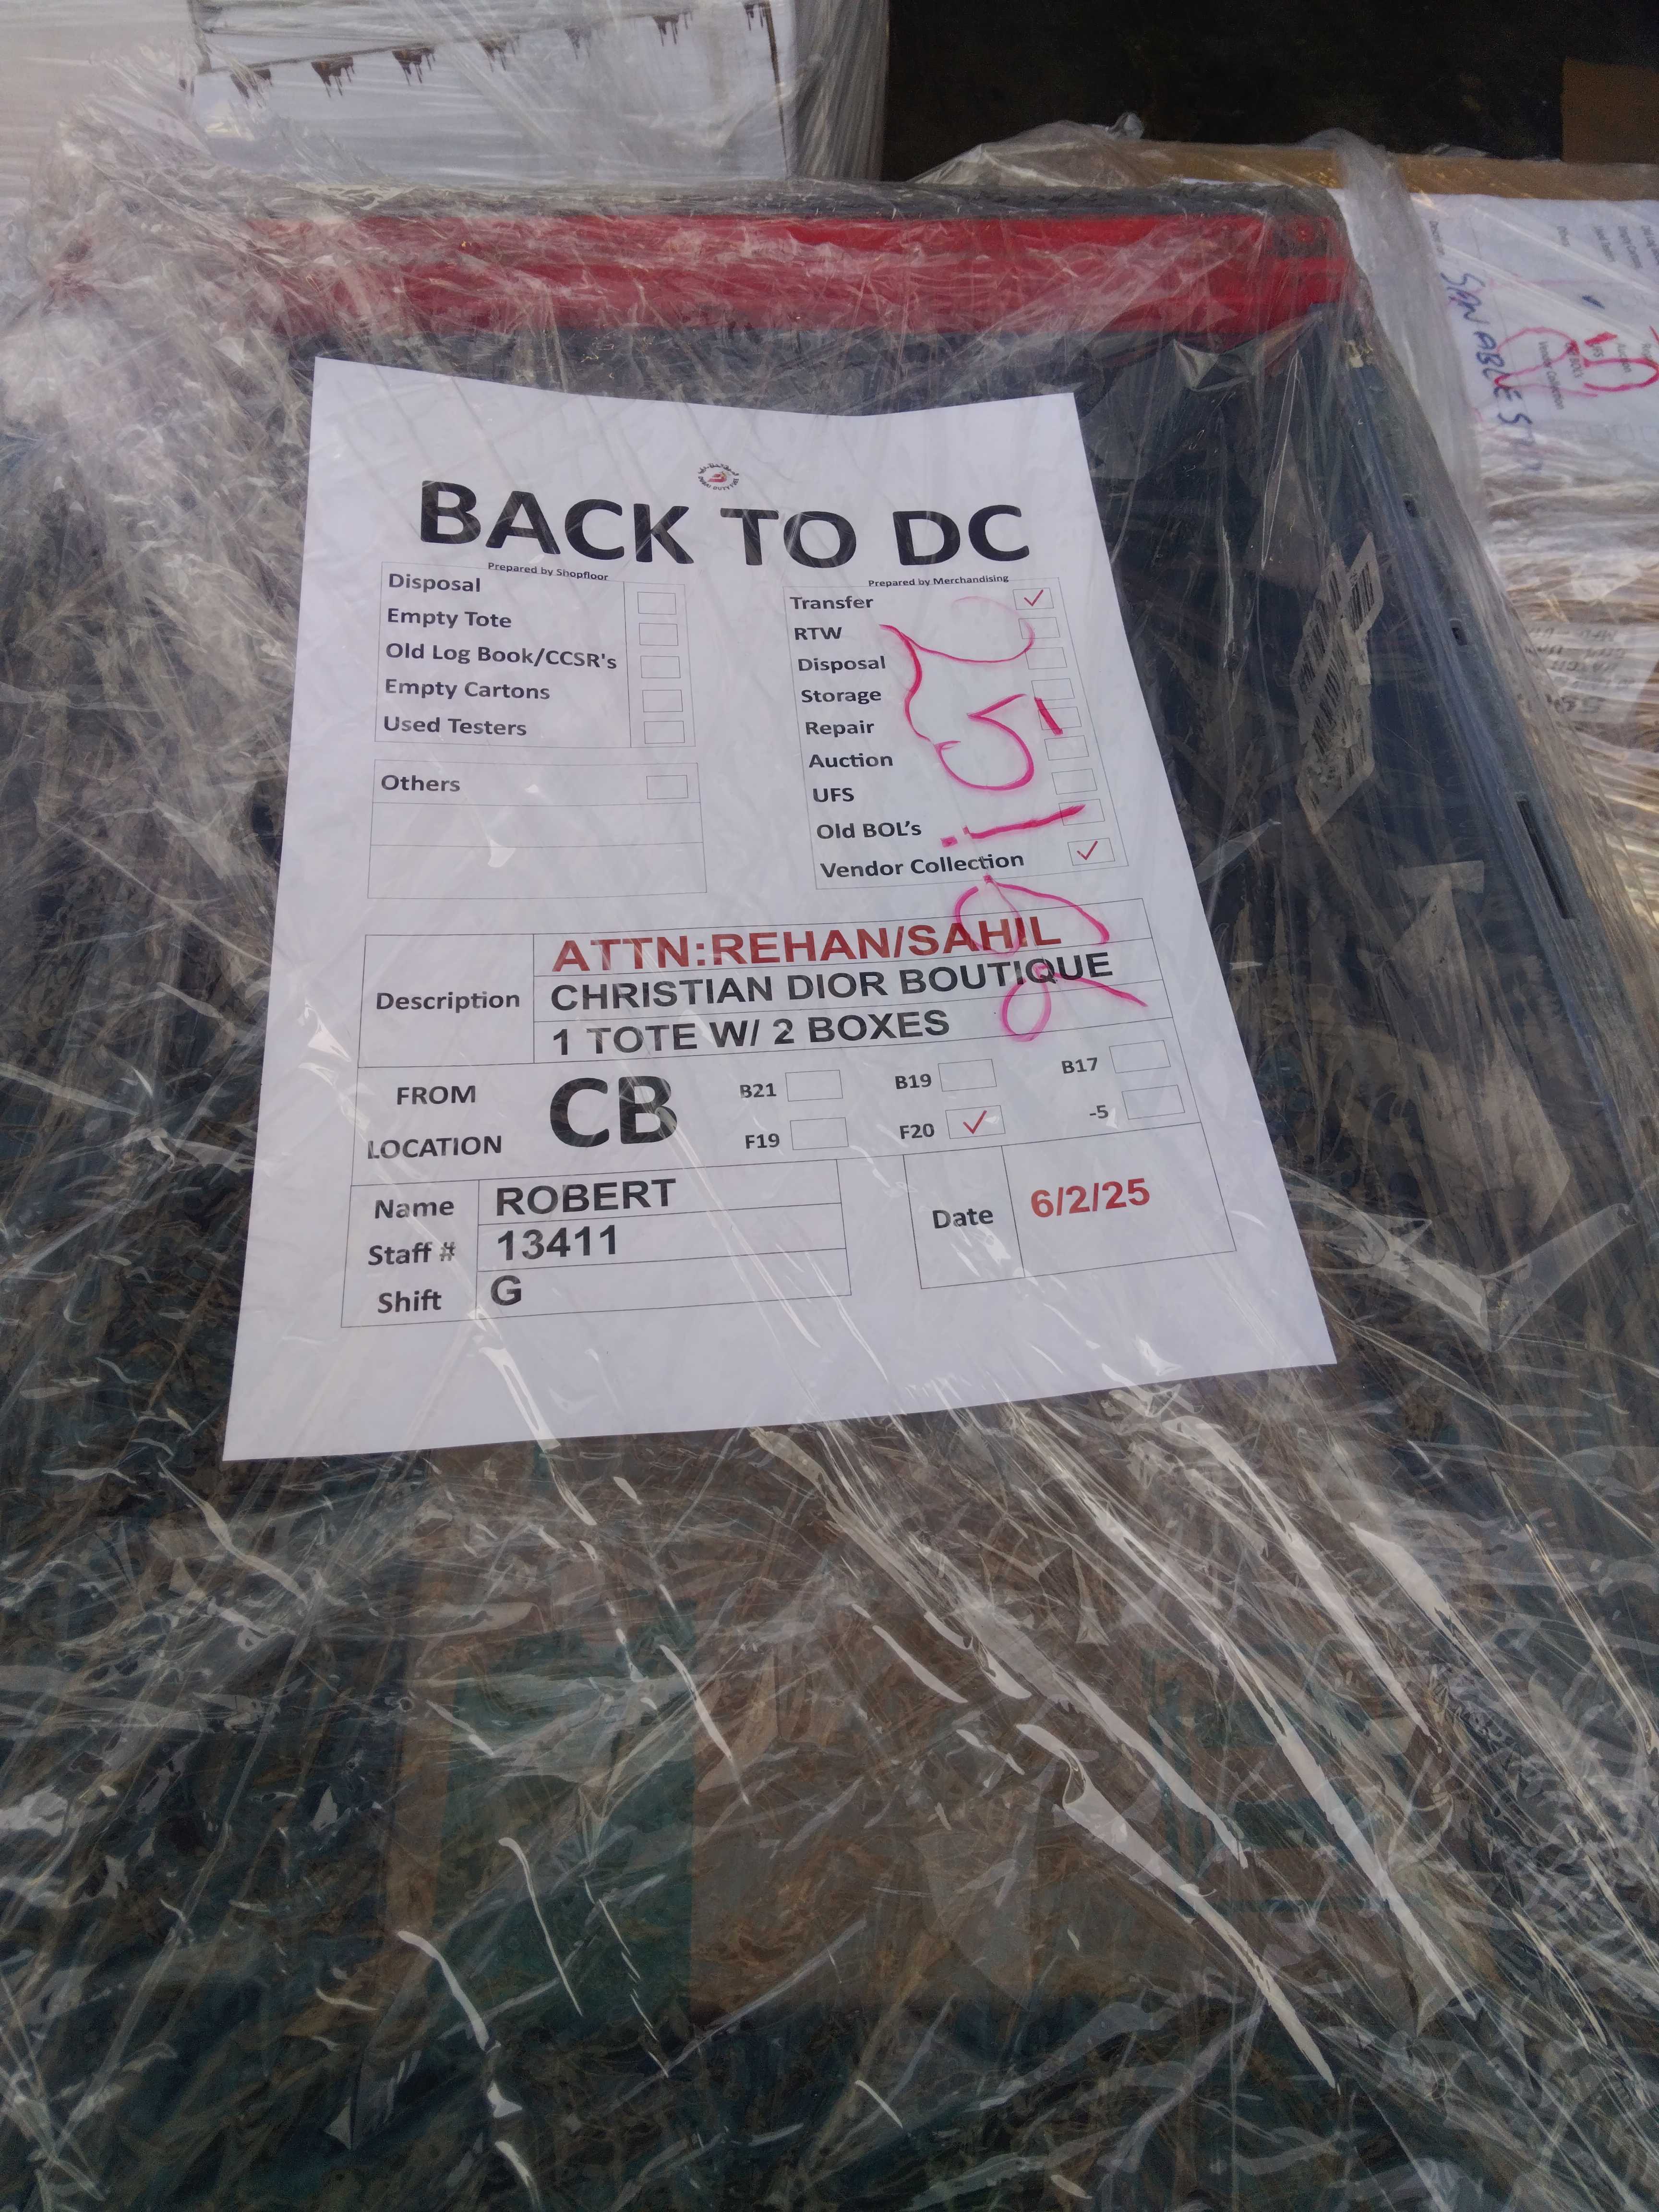 BACK TO DC
Prepared by Shopfloor
Disposal
Empty Tote
Old Log Book/CCSR's
Empty Cartons
Used Testers
Others
Prepared by Merchandising
Transfer ✓
RTW
Disposal
Storage
Repair
Auction
UFS
Old BOL's
Vendor Collection ✓
Description
ATTN:REHAN/SAHIL
CHRISTIAN DIOR BOUTIQUE
1 TOTE W/ 2 BOXES
FROM LOCATION
CB
B21 B19 B17
F19 F20 ✓ -5
Name ROBERT
Staff # 13411
Shift G
Date 6/2/25
Vendor Collection